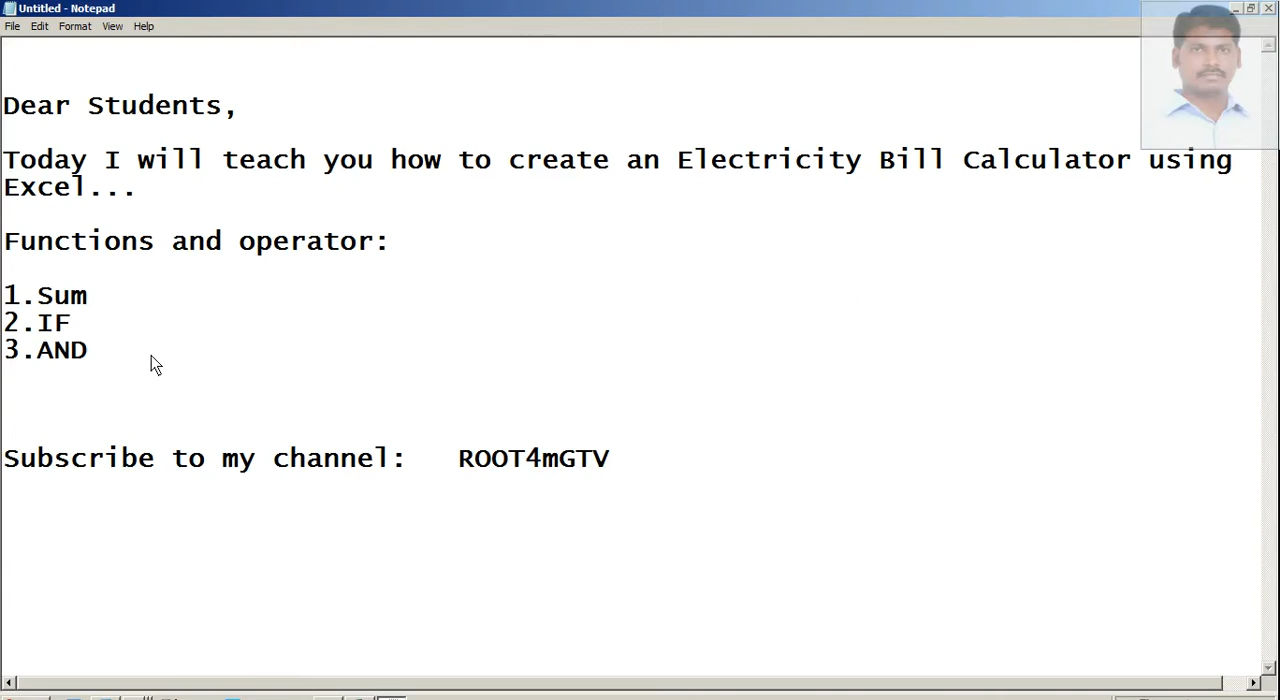 Untitled - Notepad
File Edit Format View Help
Dear Students,
Today I will teach you how to create an Electricity Bill Calculator using
Excel...
Functions and operator:
1.Sum
2.IF
3.AND
Subscribe to my channel: ROOT4mGTV